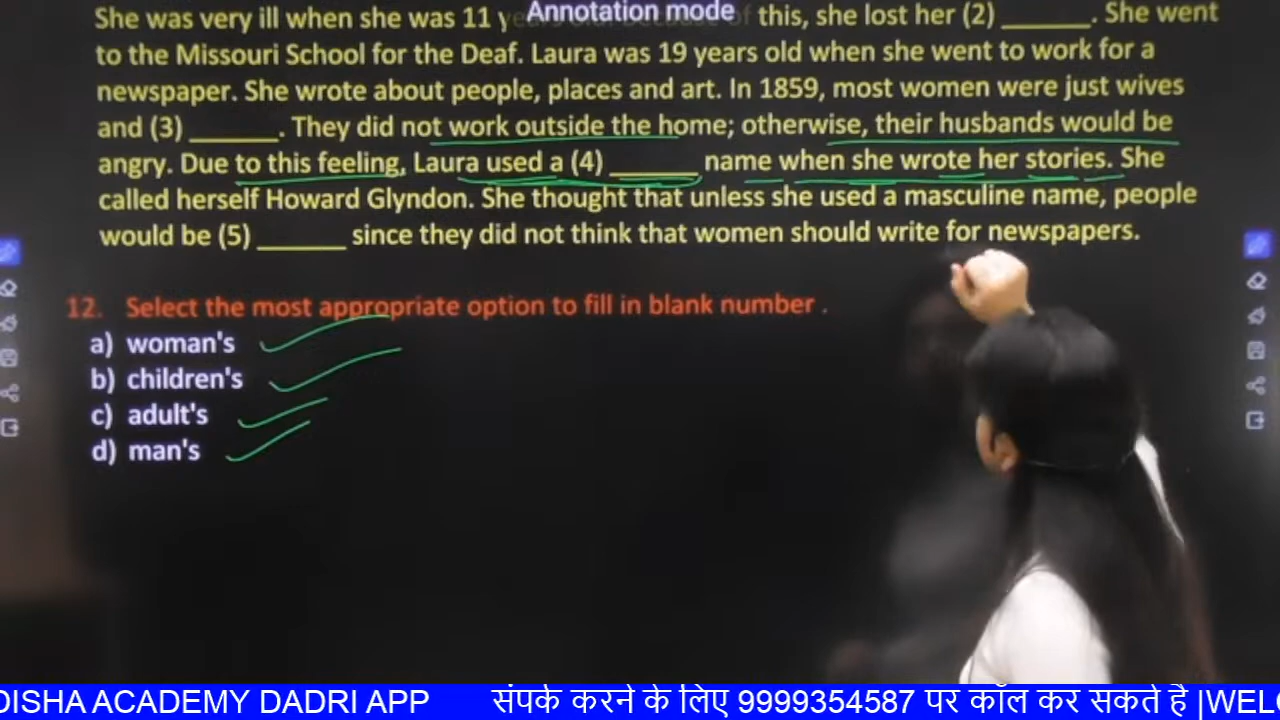 Annotation mode
She was very ill when she was 11 y of this, she lost her (2) ______. She went
to the Missouri School for the Deaf. Laura was 19 years old when she went to work for a
newspaper. She wrote about people, places and art. In 1859, most women were just wives
and (3) ______. They did not work outside the home; otherwise, their husbands would be
angry. Due to this feeling, Laura used a (4) ______ name when she wrote her stories. She
called herself Howard Glyndon. She thought that unless she used a masculine name, people
would be (5) ______ since they did not think that women should write for newspapers.
12. Select the most appropriate option to fill in blank number .
a) woman's
b) children's
c) adult's
d) man's
DISHA ACADEMY DADRI APP संपर्क करने के लिए 9999354587 पर कॉल कर सकते है |WELC